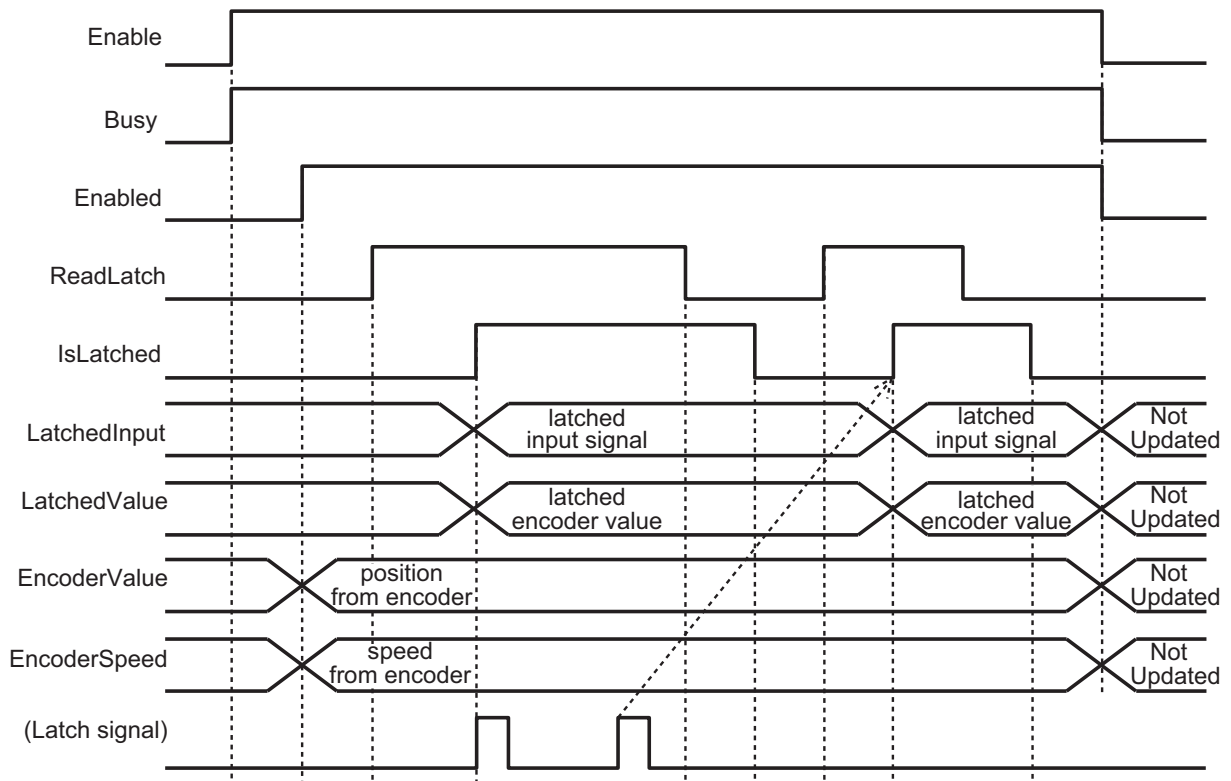 Enable
Busy
Enabled
ReadLatch
IsLatched
LatchedInput
latched
input signal
latched
input signal
Not
Updated
LatchedValue
latched
encoder value
latched
encoder value
Not
Updated
EncoderValue
position
from encoder
Not
Updated
EncoderSpeed
speed
from encoder
Not
Updated
(Latch signal)